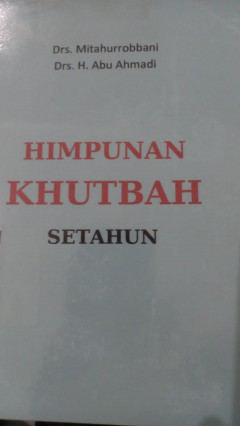 Drs. Mitahurrobbani
Drs. H. Abu Ahmadi
HIMPUNAN
KHUTBAH
SETAHUN